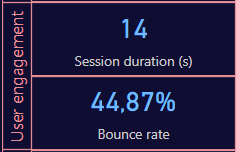 User engagement
14
Session duration (s)
44,87%
Bounce rate